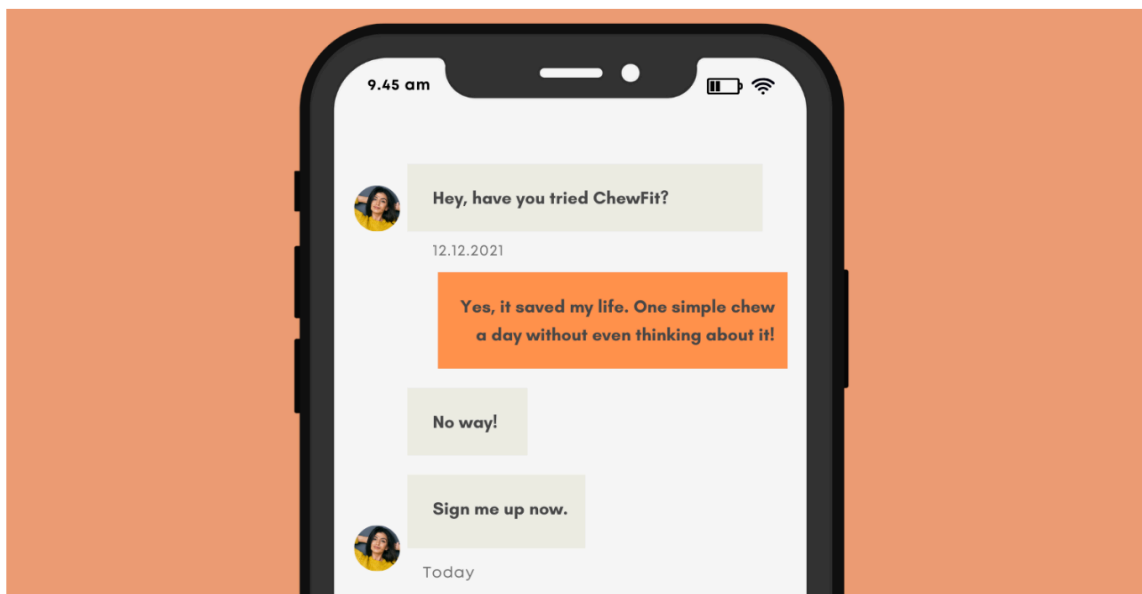 9.45 am
Hey, have you tried ChewFit?
12.12.2021
Yes, it saved my life. One simple chew
a day without even thinking about it!
No way!
Sign me up now.
Today